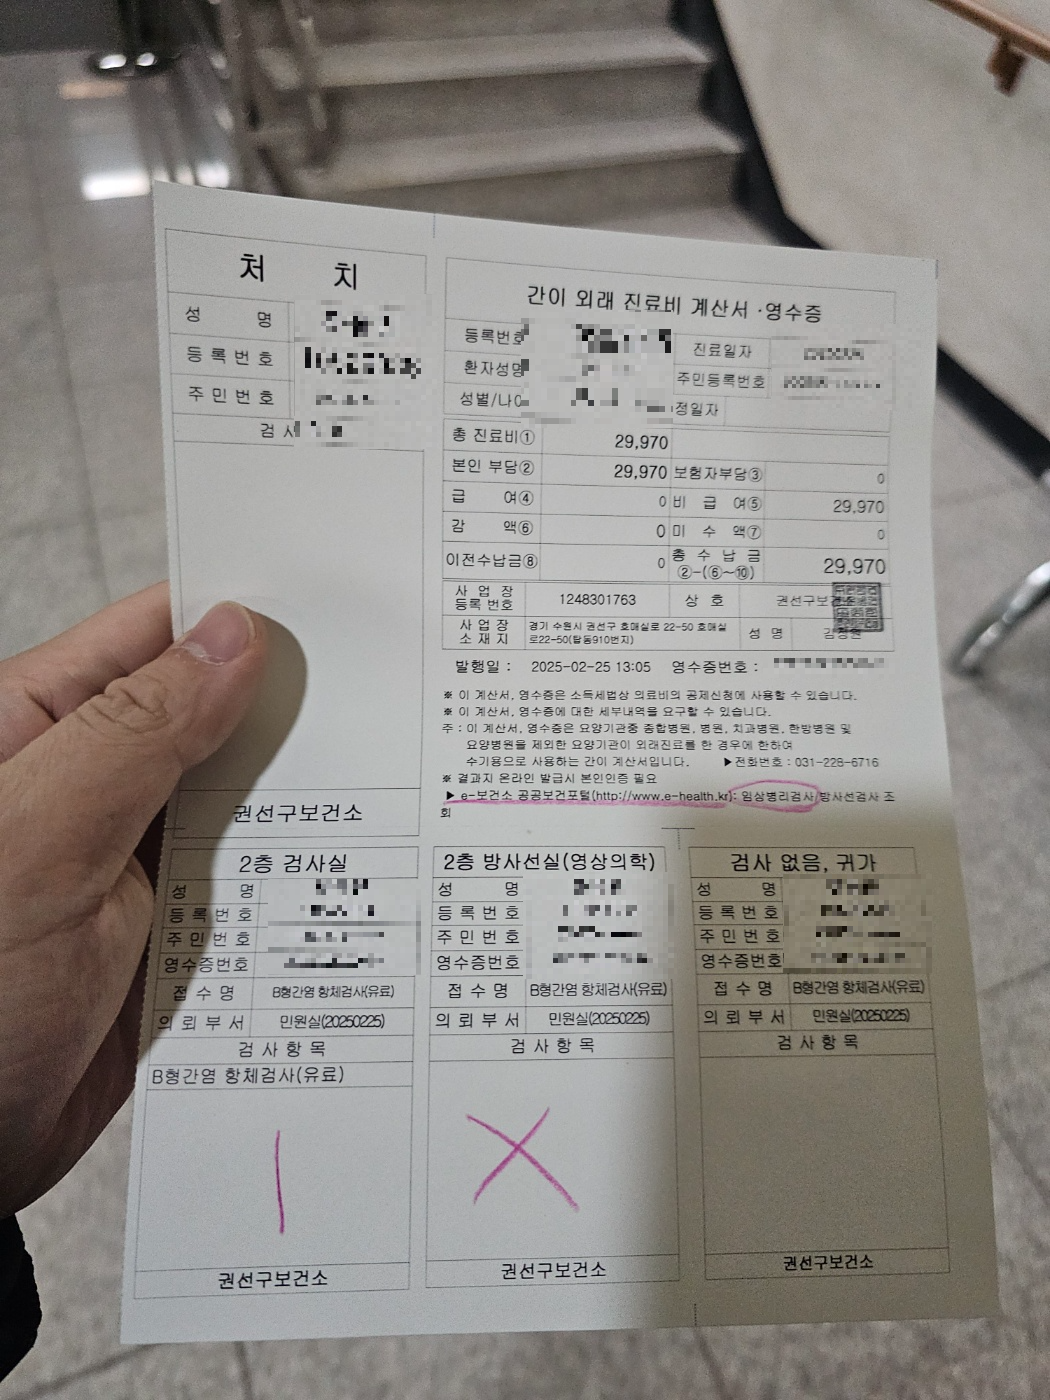 처 치
성 명
등록번호
주민번호
검 사
권선구보건소
간이 외래 진료비 계산서 ·영수증
등록번호 진료일자
환자성명 주민등록번호
성별/나이 정일자
총 진료비① 29,970
본인 부담② 29,970 보험자부담③ 0
급 여④ 0 비 급 여⑤ 29,970
감 액⑥ 0 미 수 액⑦ 0
이전수납금⑧ 0 총 수 납 금 ②-(⑥~⑩) 29,970
사 업 장 등록 번호 1248301763 상 호 권선구보건소
사 업 장 소 재 지 경기 수원시 권선구 호매실로 22-50 호매실로22-50(탑동910번지) 성 명
발행일 : 2025-02-25 13:05 영수증번호 :
※ 이 계산서, 영수증은 소득세법상 의료비의 공제신청에 사용할 수 있습니다.
※ 이 계산서, 영수증에 대한 세부내역을 요구할 수 있습니다.
주 : 이 계산서, 영수증은 요양기관중 종합병원, 병원, 치과병원, 한방병원 및
요양병원을 제외한 요양기관이 외래진료를 한 경우에 한하여
수기용으로 사용하는 간이 계산서입니다. ▶전화번호 : 031-228-6716
※ 결과지 온라인 발급시 본인인증 필요
▶ e-보건소 공공보건포털(http://www.e-health.kr): 임상병리검사 방사선검사 조
회
2층 검사실
성 명
등록번호
주민번호
영수증번호
접 수 명 B형간염 항체검사(유료)
의뢰부서 민원실(20250225)
검 사 항 목
B형간염 항체검사(유료)
권선구보건소
2층 방사선실(영상의학)
성 명
등록번호
주민번호
영수증번호
접 수 명 B형간염 항체검사(유료)
의뢰부서 민원실(20250225)
검 사 항 목
권선구보건소
검사 없음, 귀가
성 명
등록번호
주민번호
영수증번호
접 수 명 B형간염 항체검사(유료)
의뢰부서 민원실(20250225)
검 사 항 목
권선구보건소